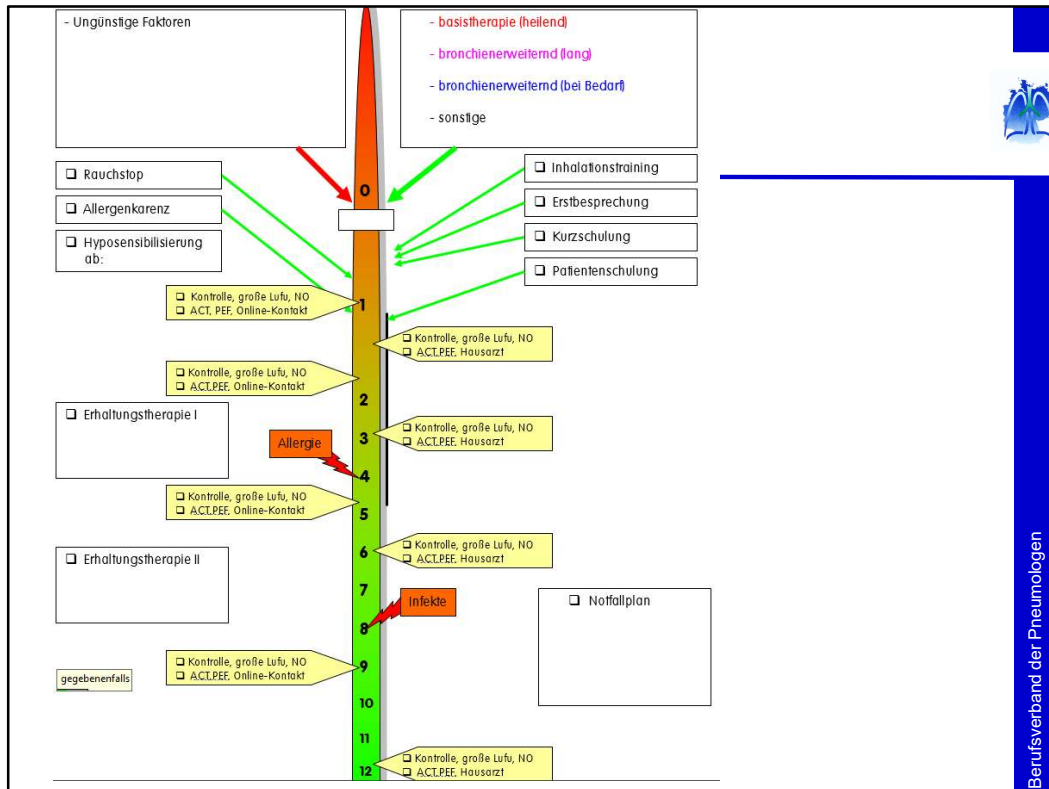 - Ungünstige Faktoren
- basistherapie (heilend)
- bronchienerweiternd (lang)
- bronchienerweiternd (bei Bedarf)
- sonstige
❑ Rauchstop
❑ Allergenkarenz
❑ Hyposensibilisierung
ab:
❑ Inhalationstraining
❑ Erstbesprechung
❑ Kurzschulung
❑ Patientenschulung
0
1
❑ Kontrolle, große Lufu, NO
❑ ACT, PEF, Online-Kontakt
❑ Kontrolle, große Lufu, NO
❑ ACT,PEF, Hausarzt
❑ Kontrolle, große Lufu, NO
❑ ACT,PEF, Online-Kontakt
2
❑ Erhaltungstherapie I
❑ Kontrolle, große Lufu, NO
❑ ACT,PEF, Hausarzt
3
Allergie
4
❑ Kontrolle, große Lufu, NO
❑ ACT,PEF, Online-Kontakt
5
❑ Kontrolle, große Lufu, NO
❑ ACT,PEF, Hausarzt
6
❑ Erhaltungstherapie II
7
Infekte
❑ Notfallplan
8
❑ Kontrolle, große Lufu, NO
❑ ACT,PEF, Online-Kontakt
9
gegebenenfalls
10
11
❑ Kontrolle, große Lufu, NO
❑ ACT,PEF, Hausarzt
12
Berufsverband der Pneumologen